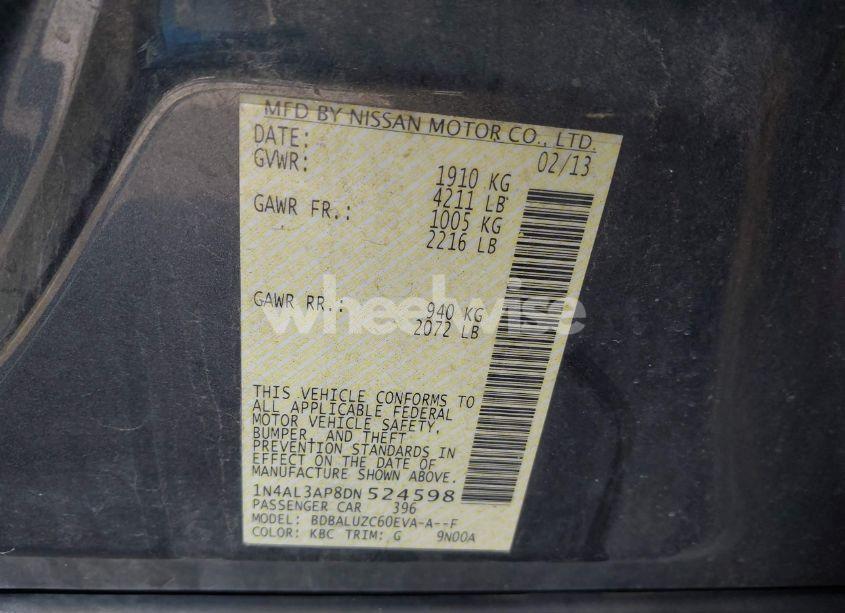 MFD BY NISSAN MOTOR CO., LTD.
DATE: 02/13
GVWR: 1910 KG
4211 LB
GAWR FR.: 1005 KG
2216 LB
GAWR RR.: 940 KG
2072 LB
wheelwise
THIS VEHICLE CONFORMS TO
ALL APPLICABLE FEDERAL
MOTOR VEHICLE SAFETY,
BUMPER, AND THEFT
PREVENTION STANDARDS IN
EFFECT ON THE DATE OF
MANUFACTURE SHOWN ABOVE.
1N4AL3AP8DN524598
PASSENGER CAR 396
MODEL: BDBALUZC60EVA-A--F
COLOR: KBC TRIM: G 9N00A